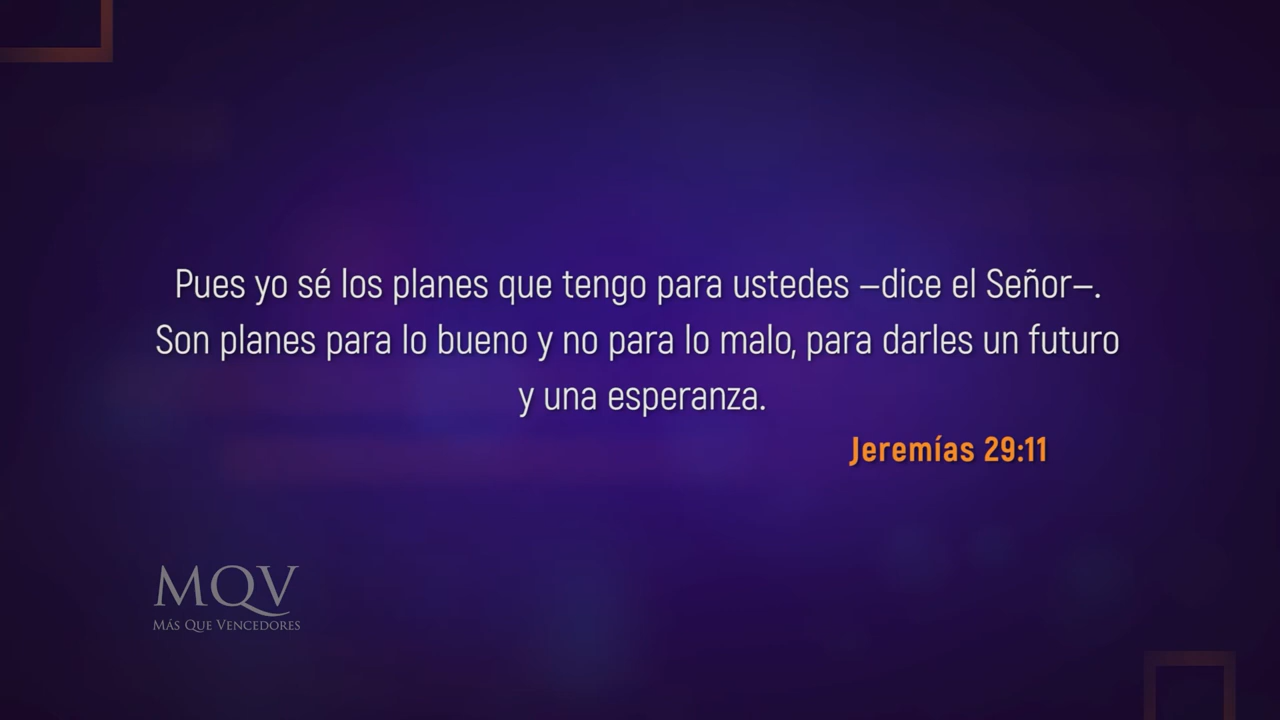 Pues yo sé los planes que tengo para ustedes –dice el Señor–.
Son planes para lo bueno y no para lo malo, para darles un futuro
y una esperanza.
Jeremías 29:11
MQV
Más Que Vencedores